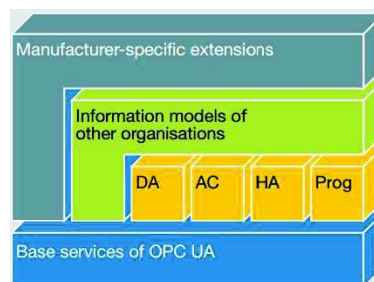 Manufacturer-specific extensions
Information models of
other organisations
DA AC HA Prog
Base services of OPC UA